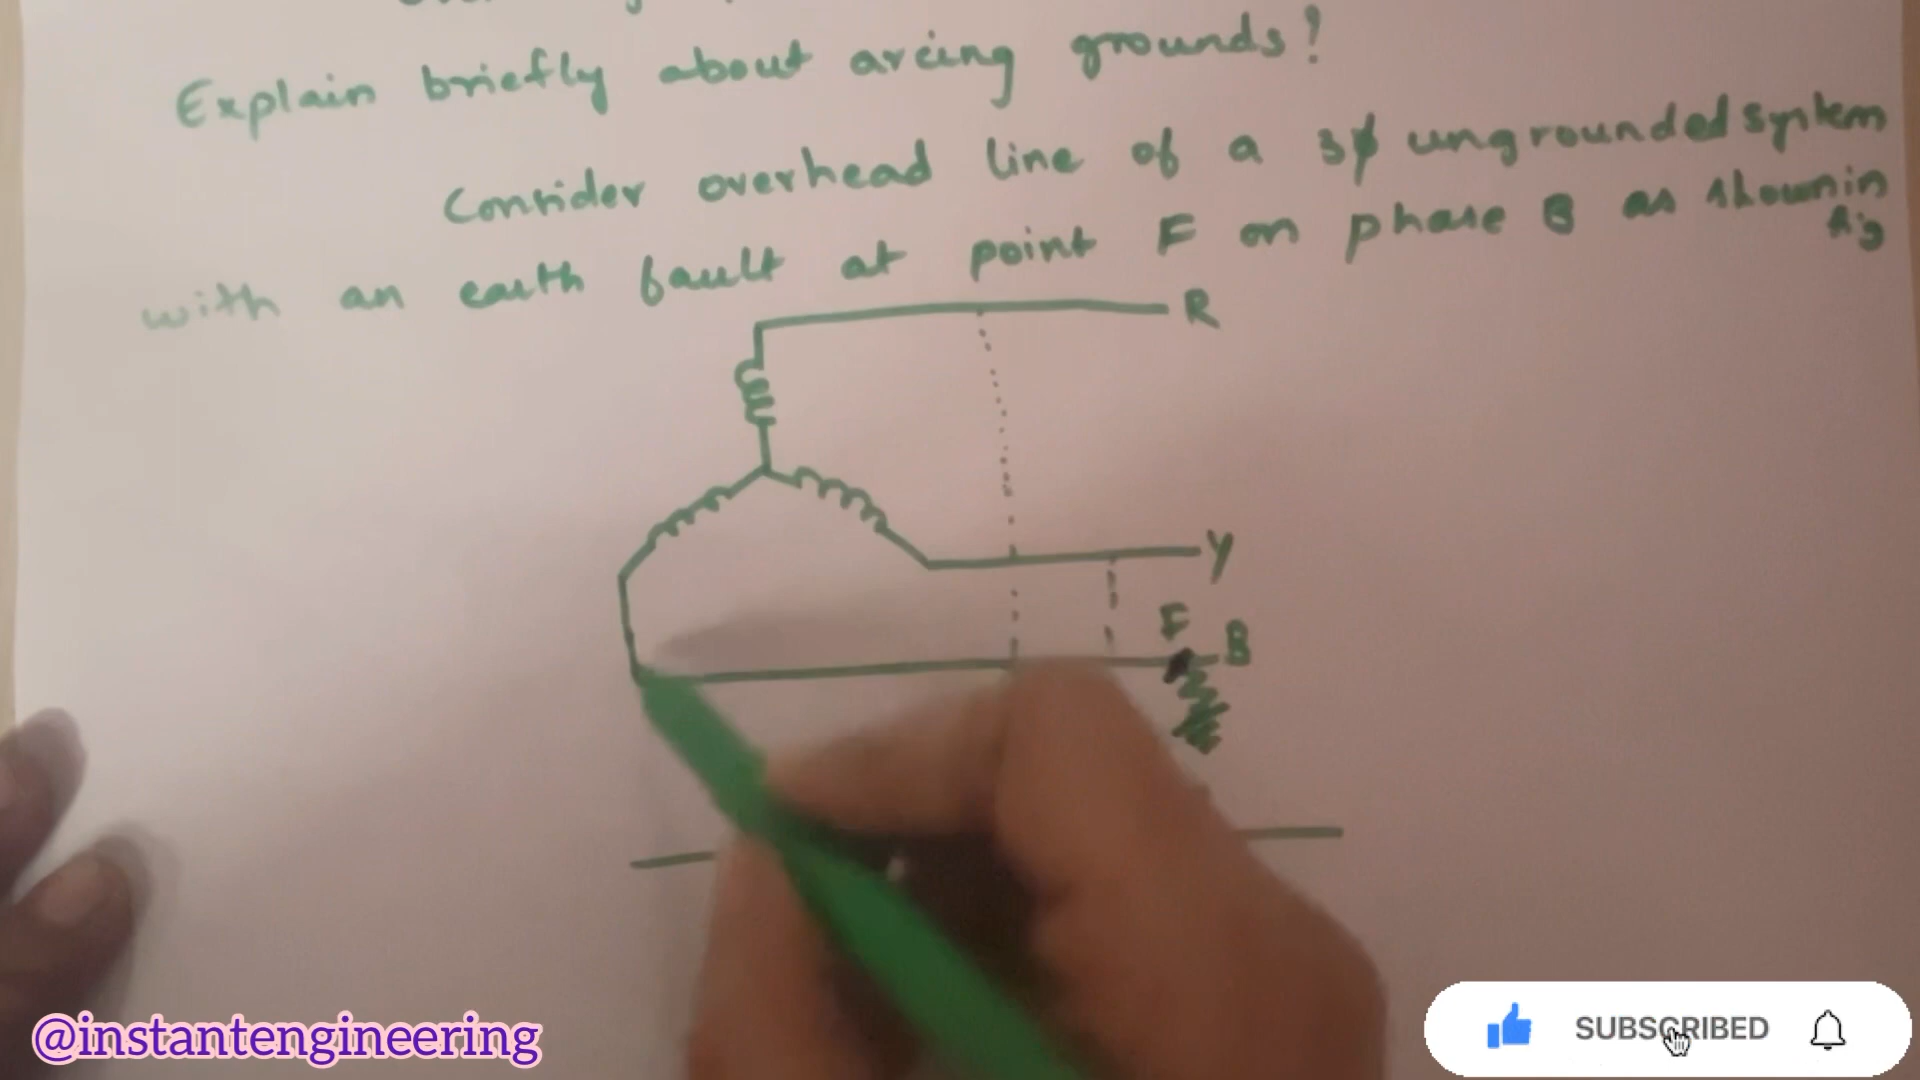 Explain briefly about arcing grounds?
Consider overhead line of a 3ϕ ungrounded system
with an earth fault at point F on phase B as shown in
fig
R
Y
F
B
@instantengineering
SUBSCRIBED